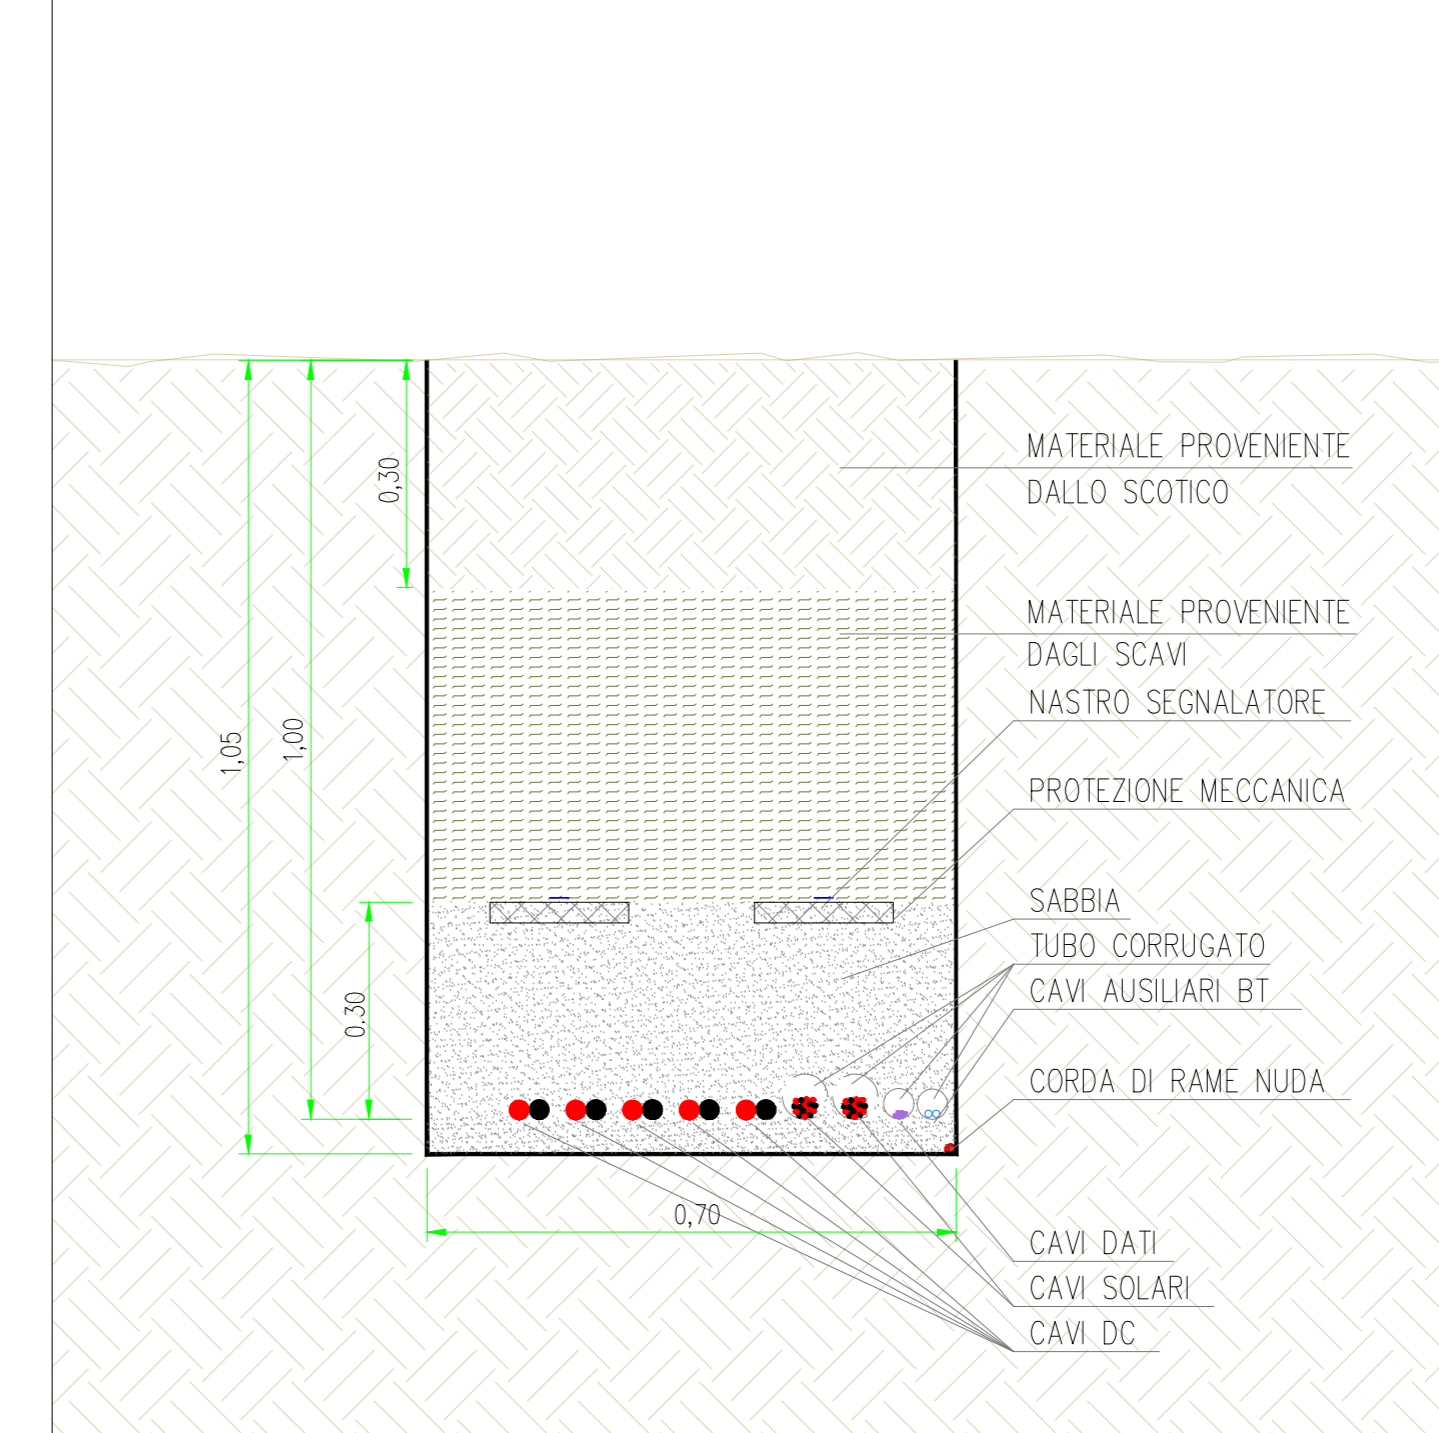 MATERIALE PROVENIENTE
DALLO SCOTICO
0,30
MATERIALE PROVENIENTE
DAGLI SCAVI
NASTRO SEGNALATORE
1,05
1,00
PROTEZIONE MECCANICA
SABBIA
TUBO CORRUGATO
CAVI AUSILIARI BT
0.30
CORDA DI RAME NUDA
0,70
CAVI DATI
CAVI SOLARI
CAVI DC